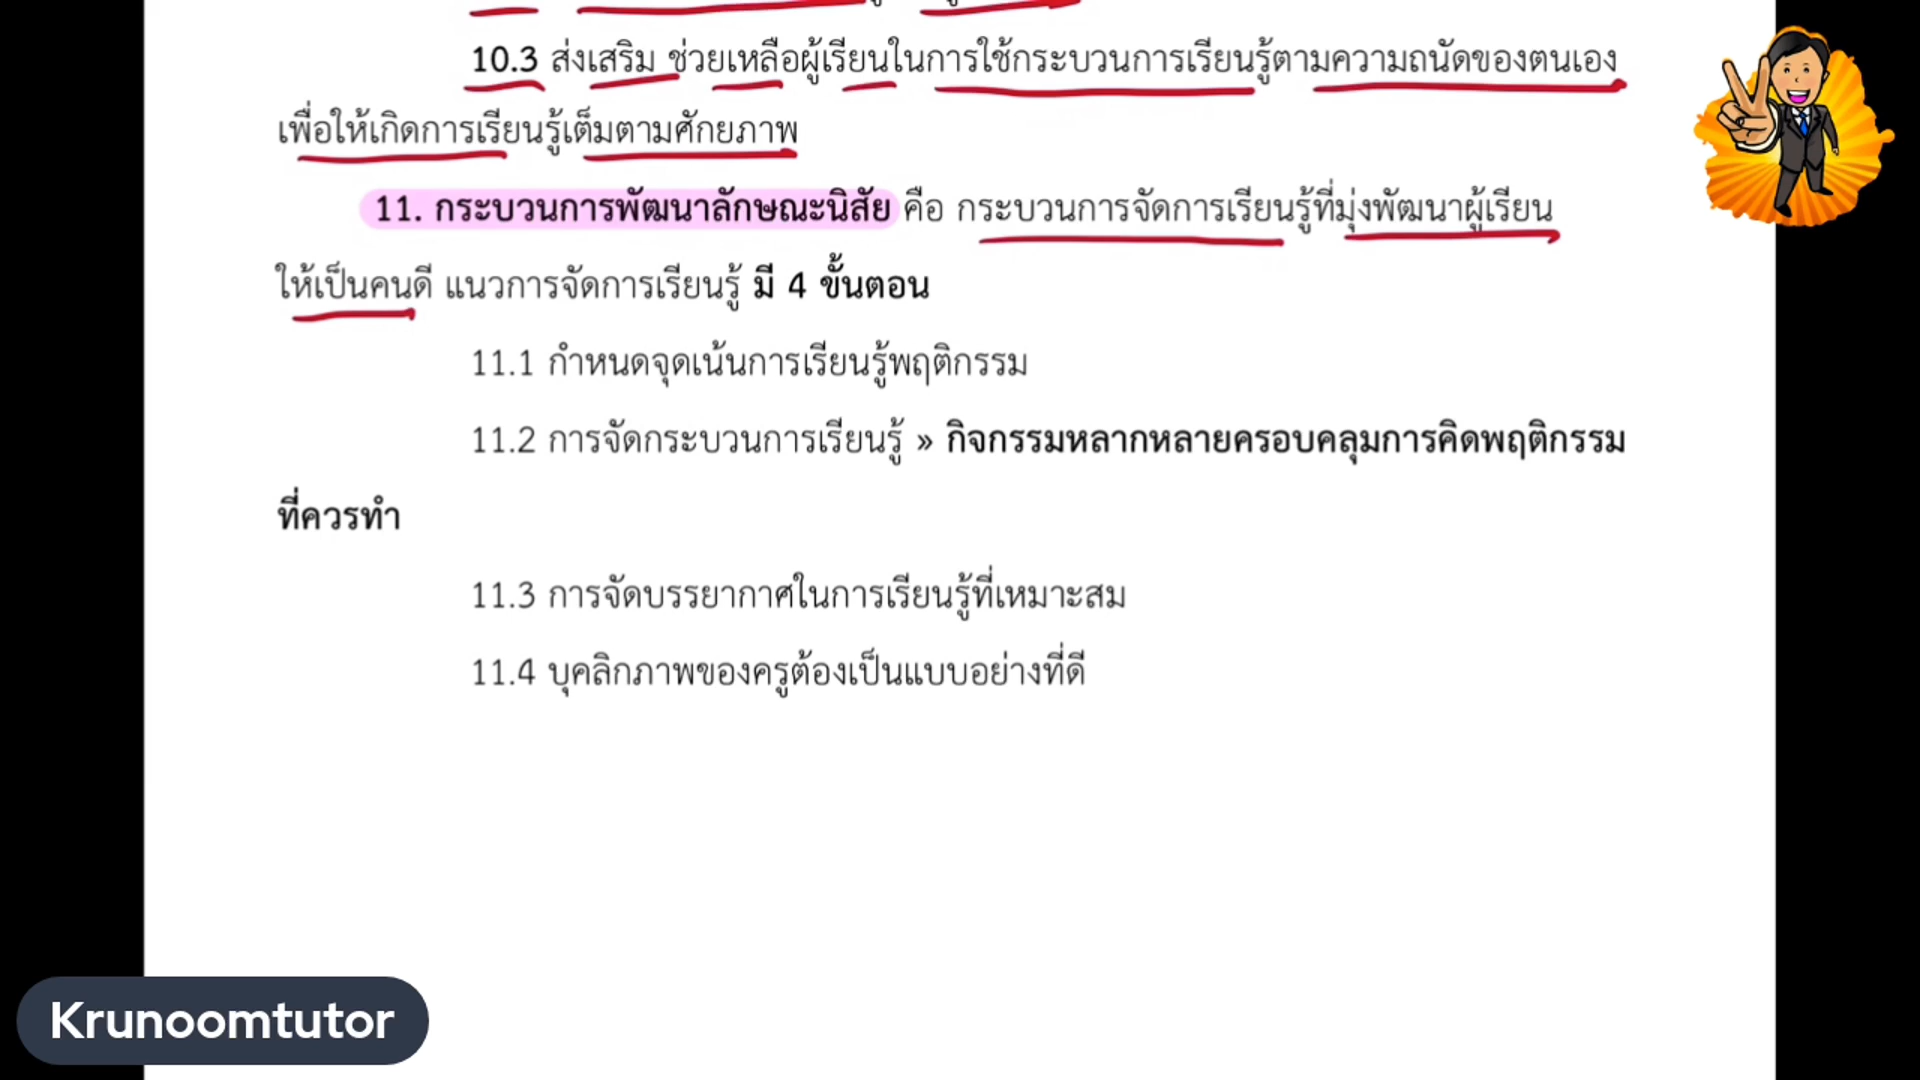 10.3 ส่งเสริม ช่วยเหลือผู้เรียนในการใช้กระบวนการเรียนรู้ตามความถนัดของตนเอง
เพื่อให้เกิดการเรียนรู้เต็มตามศักยภาพ
11. กระบวนการพัฒนาลักษณะนิสัย คือ กระบวนการจัดการเรียนรู้ที่มุ่งพัฒนาผู้เรียน
ให้เป็นคนดี แนวการจัดการเรียนรู้ มี 4 ขั้นตอน
11.1 กำหนดจุดเน้นการเรียนรู้พฤติกรรม
11.2 การจัดกระบวนการเรียนรู้ » กิจกรรมหลากหลายครอบคลุมการคิดพฤติกรรม
ที่ควรทำ
11.3 การจัดบรรยากาศในการเรียนรู้ที่เหมาะสม
11.4 บุคลิกภาพของครูต้องเป็นแบบอย่างที่ดี
Krunoomtutor